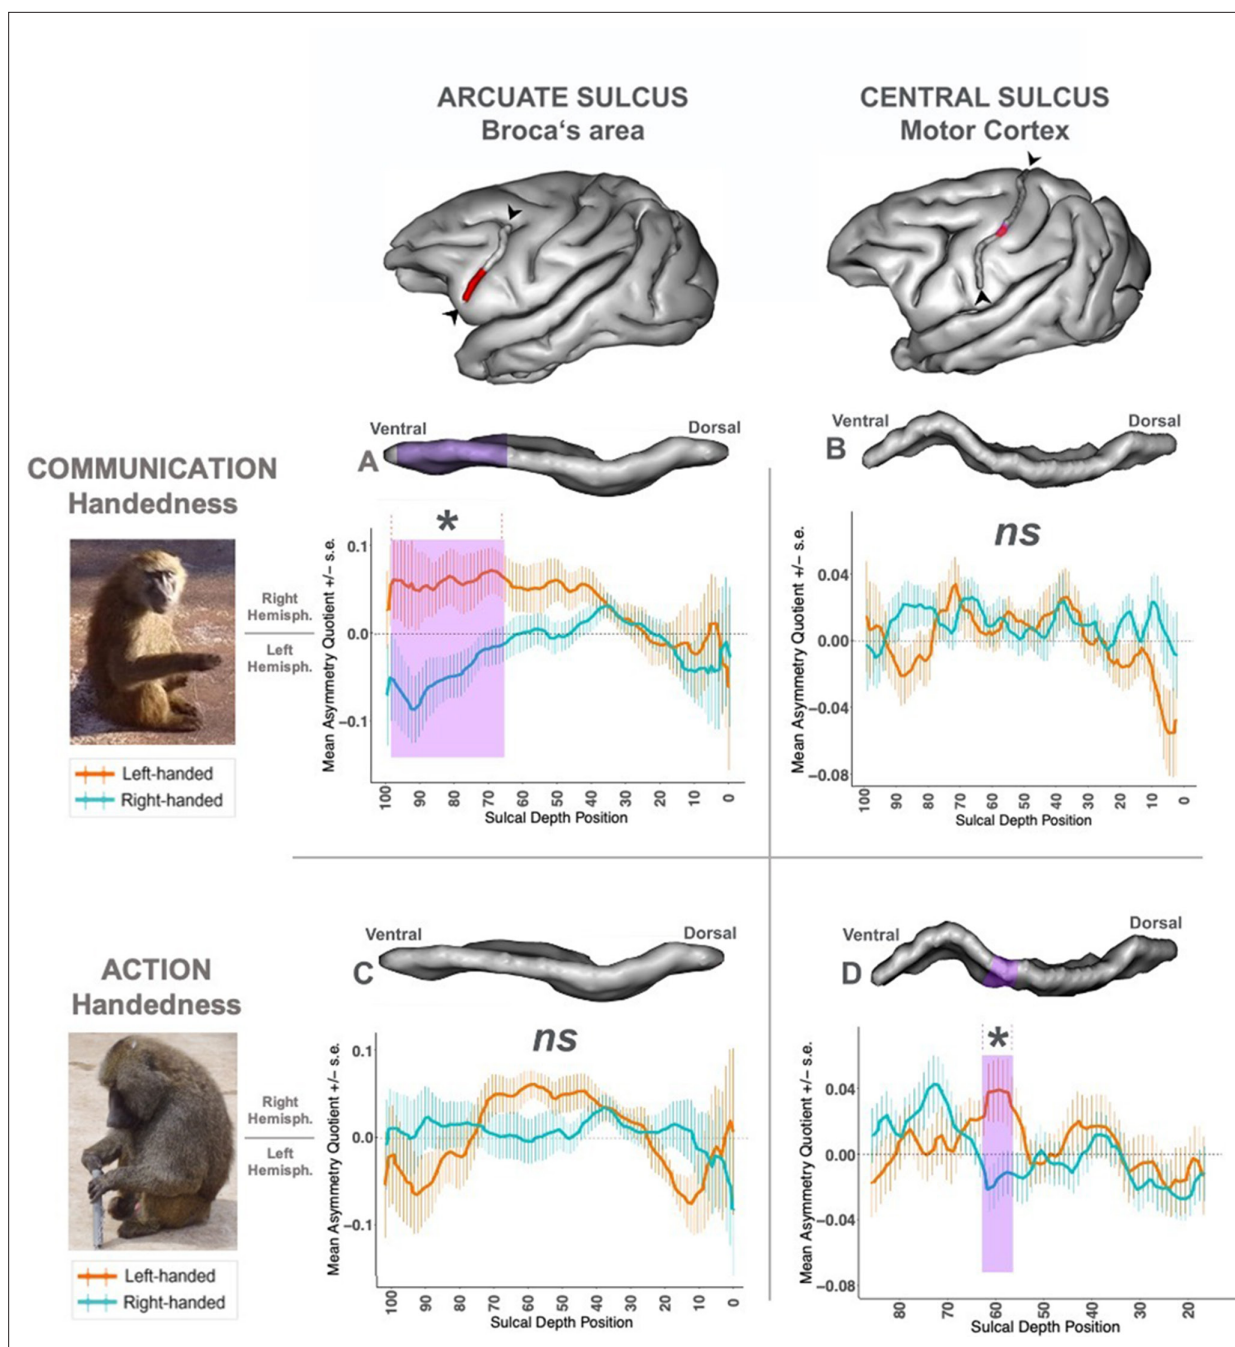 ARCUATE SULCUS
Broca‘s area
CENTRAL SULCUS
Motor Cortex
COMMUNICATION
Handedness
Right
Hemisph.
Left
Hemisph.
Left-handed
Right-handed
Ventral
Dorsal
A
*
Mean Asymmetry Quotient +/- s.e.
0.1
0.0
−0.1
100 90 80 70 60 50 40 30 20 10 0
Sulcal Depth Position
Ventral
Dorsal
B
ns
Mean Asymmetry Quotient +/- s.e.
0.04
0.00
−0.04
−0.08
100 90 80 70 60 50 40 30 20 10 0
Sulcal Depth Position
ACTION
Handedness
Right
Hemisph.
Left
Hemisph.
Left-handed
Right-handed
Ventral
Dorsal
C
ns
Mean Asymmetry Quotient +/- s.e.
0.1
0.0
−0.1
100 90 80 70 60 50 40 30 20 10 0
Sulcal Depth Position
Ventral
Dorsal
D
*
Mean Asymmetry Quotient +/- s.e.
0.04
0.00
−0.04
−0.08
80 70 60 50 40 30 20
Sulcal Depth Position